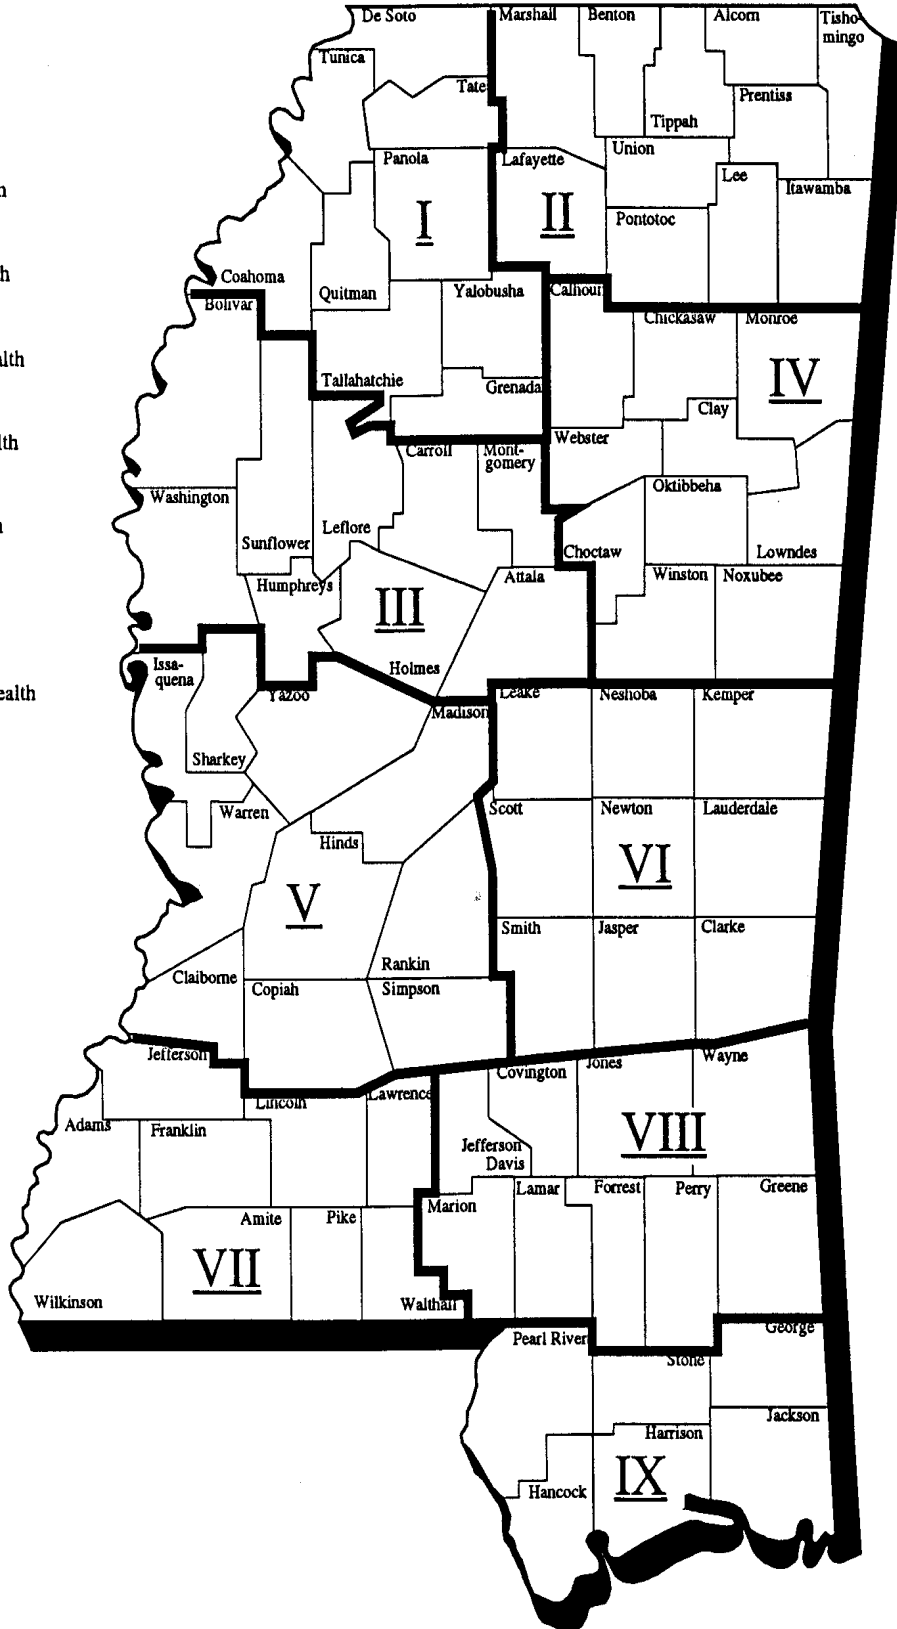 De Soto
Marshall
Benton
Alcorn
Tisho-
mingo
Tunica
Tate
Prentiss
Tippah
Panola
Lafayette
Union
Lee
Itawamba
I
II
Pontotoc
Coahoma
Quitman
Yalobusha
Calhoun
Bolivar
Chickasaw
Monroe
Tallahatchie
Grenada
IV
Clay
Webster
Carroll
Mont-
gomery
Washington
Oktibbeha
Leflore
Sunflower
Choctaw
Lowndes
Humphreys
Attala
Winston
Noxubee
III
Holmes
Issa-
quena
Yazoo
Leake
Neshoba
Kemper
Madison
Sharkey
Warren
Scott
Newton
Lauderdale
Hinds
VI
V
Smith
Jasper
Clarke
Rankin
Claiborne
Copiah
Simpson
Jefferson
Covington
Jones
Wayne
Lincoln
Lawrence
Adams
Franklin
VIII
Jefferson
Davis
Marion
Lamar
Forrest
Perry
Greene
Amite
Pike
VII
Wilkinson
Walthall
Pearl River
George
Stone
Jackson
Harrison
IX
Hancock